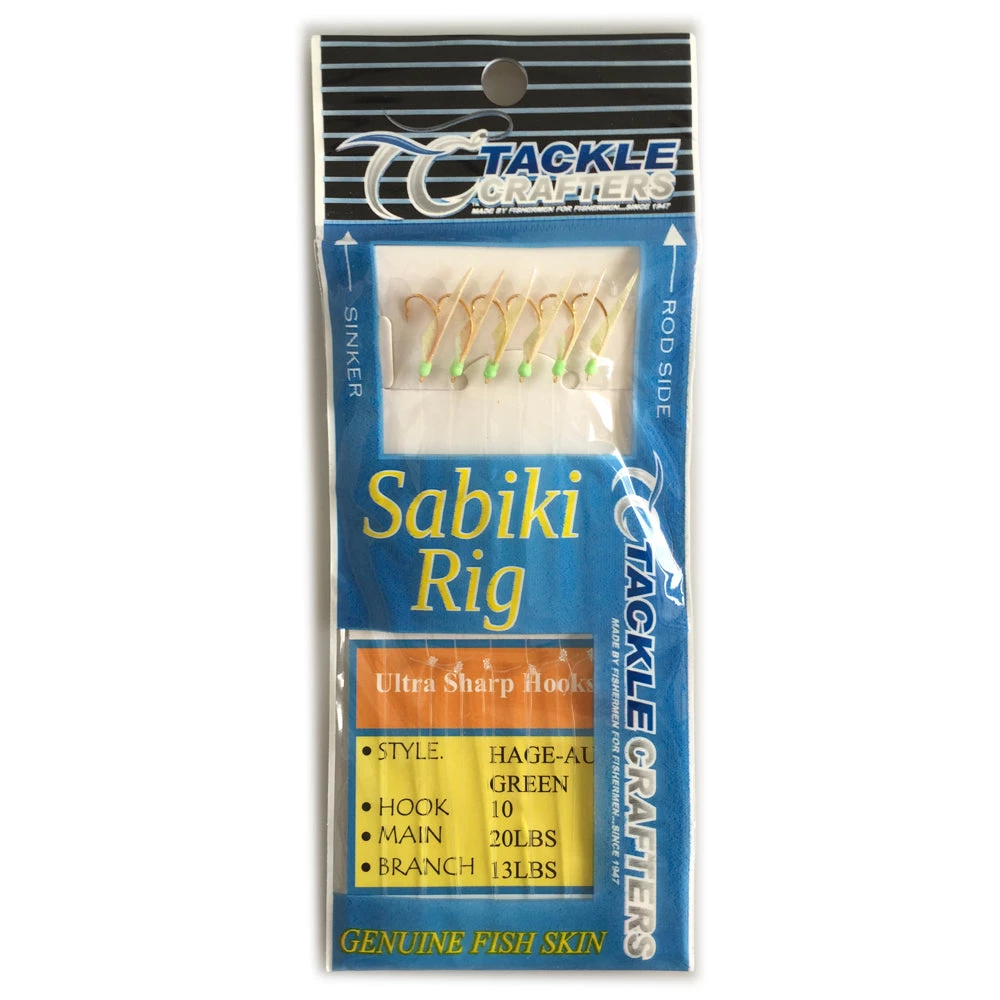 TACKLE
CRAFTERS
MADE BY FISHERMEN FOR FISHERMEN...SINCE 1947
SINKER
ROD SIDE
Sabiki
Rig
Ultra Sharp Hooks
• STYLE. HAGE-AU
GREEN
• HOOK 10
• MAIN 20LBS
• BRANCH 13LBS
TACKLE CRAFTERS
MADE BY FISHERMEN FOR FISHERMEN...SINCE 1947
GENUINE FISH SKIN